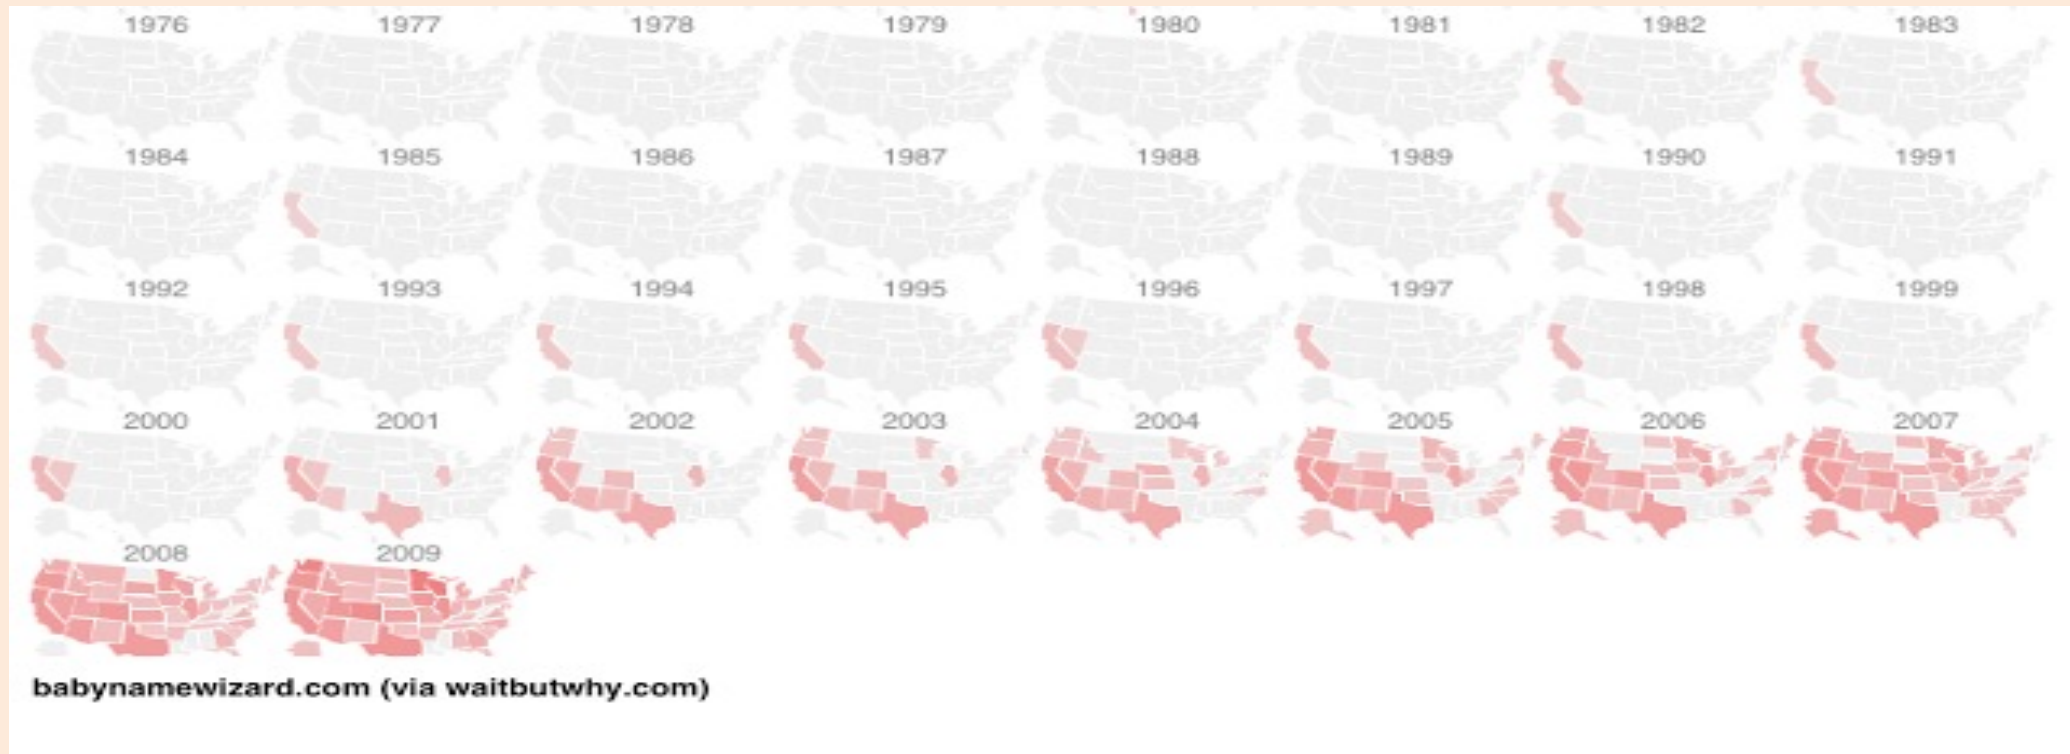 1976 1977 1978 1979 1980 1981 1982 1983
1984 1985 1986 1987 1988 1989 1990 1991
1992 1993 1994 1995 1996 1997 1998 1999
2000 2001 2002 2003 2004 2005 2006 2007
2008 2009
babynamewizard.com (via waitbutwhy.com)